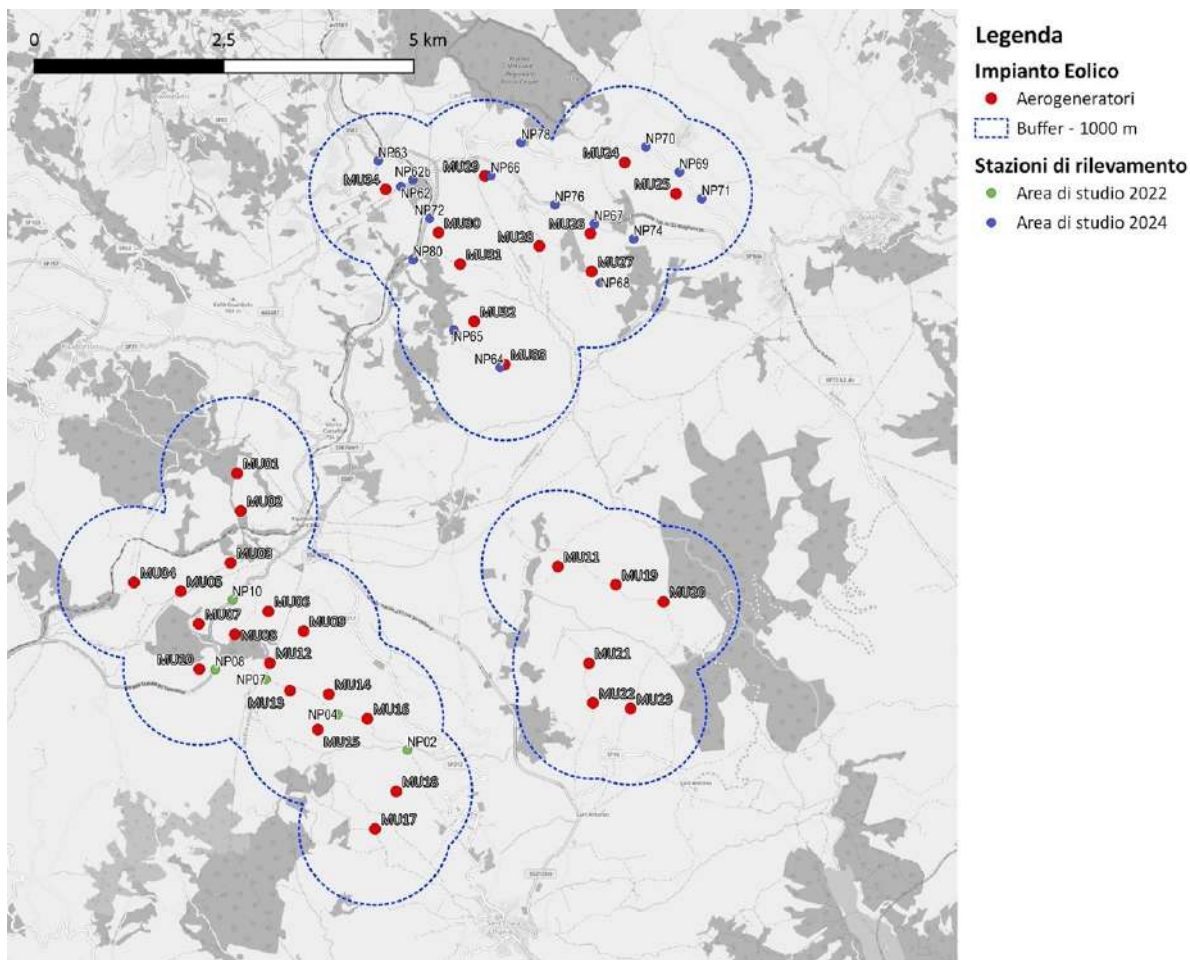 0 2,5 5 km
NP78
NP70
NP63
MU24
NP62b
MU29
NP66
NP69
MU34
NP62
MU25
NP71
NP76
NP72
NP67
MU30
MU26
NP74
MU28
NP80
MU31
MU27
NP68
MU32
NP65
NP64
MU33
MU01
MU02
MU03
MU11
MU04
MU05
MU19
NP10
MU20
MU06
MU07
MU09
MU08
MU12
MU10
NP08
MU21
NP07
MU14
MU13
MU22
MU23
NP04
MU16
MU15
NP02
MU18
MU17
Legenda
Impianto Eolico
Aerogeneratori
Buffer - 1000 m
Stazioni di rilevamento
Area di studio 2022
Area di studio 2024